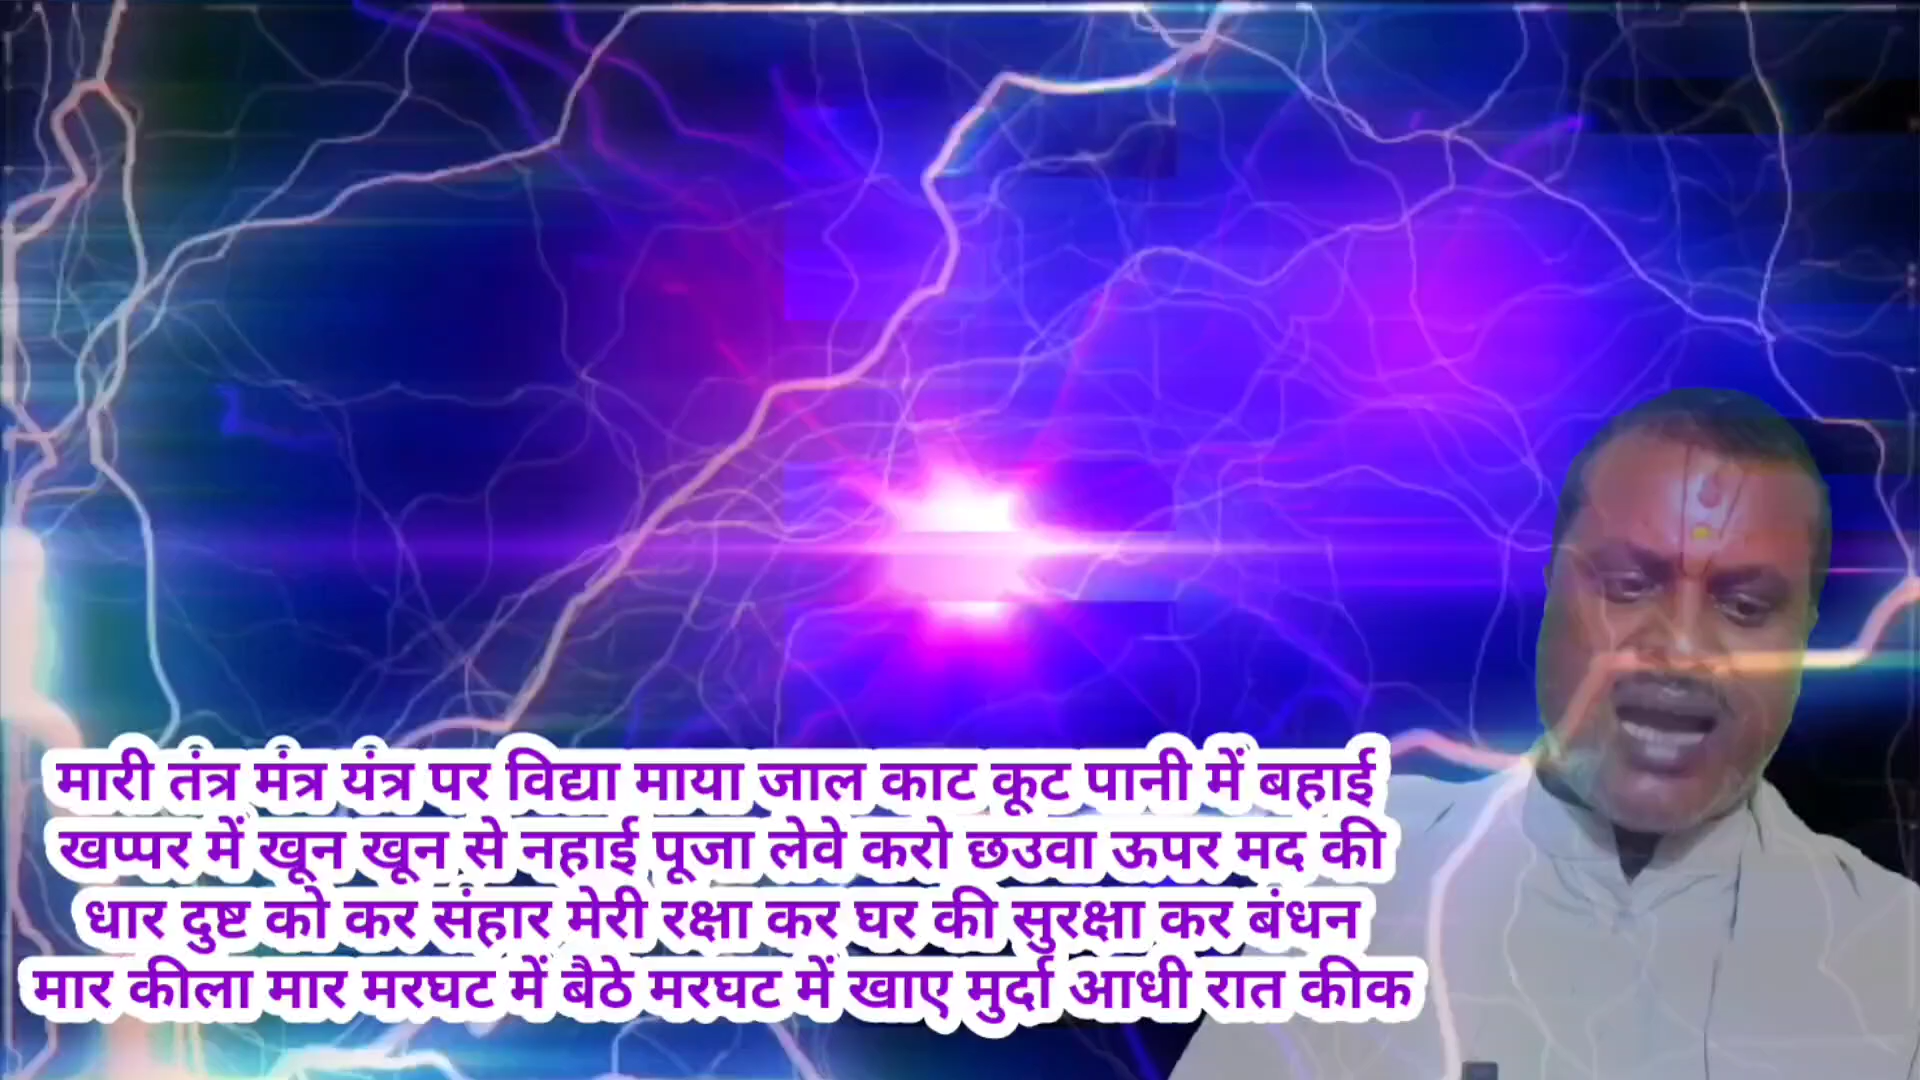 मारी तंत्र मंत्र यंत्र पर विद्या माया जाल काट कूट पानी में बहाई
खप्पर में खून खून से नहाई पूजा लेवे करो छउवा ऊपर मद की
धार दुष्ट को कर संहार मेरी रक्षा कर घर की सुरक्षा कर बंधन
मार कीला मार मरघट में बैठे मरघट में खाए मुर्दा आधी रात कीक